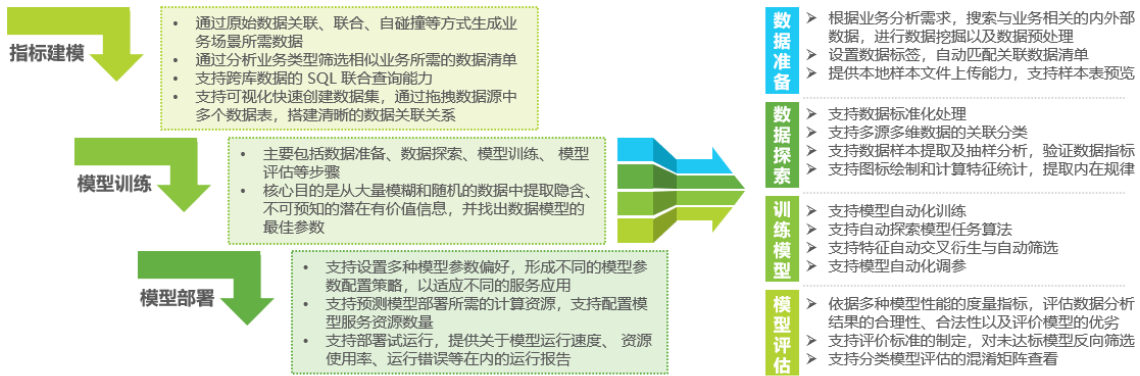 指标建模
• 通过原始数据关联、联合、自碰撞等方式生成业
务场景所需数据
• 通过分析业务类型筛选相似业务所需的数据清单
• 支持跨库数据的 SQL 联合查询能力
• 支持可视化快速创建数据集，通过拖拽数据源中
多个数据表，搭建清晰的数据关联关系
模型训练
• 主要包括数据准备、数据探索、模型训练、 模型
评估等步骤
• 核心目的是从大量模糊和随机的数据中提取隐含、
不可预知的潜在有价值信息，并找出数据模型的
最佳参数
模型部署
• 支持设置多种模型参数偏好，形成不同的模型参
数配置策略，以适应不同的服务应用
• 支持预测模型部署所需的计算资源，支持配置模
型服务资源数量
• 支持部署试运行，提供关于模型运行速度、 资源
使用率、运行错误等在内的运行报告
数据准备
➢ 根据业务分析需求，搜索与业务相关的内外部
数据，进行数据挖掘以及数据预处理
➢ 设置数据标签，自动匹配关联数据清单
➢ 提供本地样本文件上传能力，支持样本表预览
数据探索
➢ 支持数据标准化处理
➢ 支持多源多维数据的关联分类
➢ 支持数据样本提取及抽样分析，验证数据指标
➢ 支持图标绘制和计算特征统计，提取内在规律
训练模型
➢ 支持模型自动化训练
➢ 支持自动探索模型任务算法
➢ 支持特征自动交叉衍生与自动筛选
➢ 支持模型自动化调参
模型评估
➢ 依据多种模型性能的度量指标，评估数据分析
结果的合理性、合法性以及评价模型的优劣
➢ 支持评价标准的制定，对未达标模型反向筛选
➢ 支持分类模型评估的混淆矩阵查看